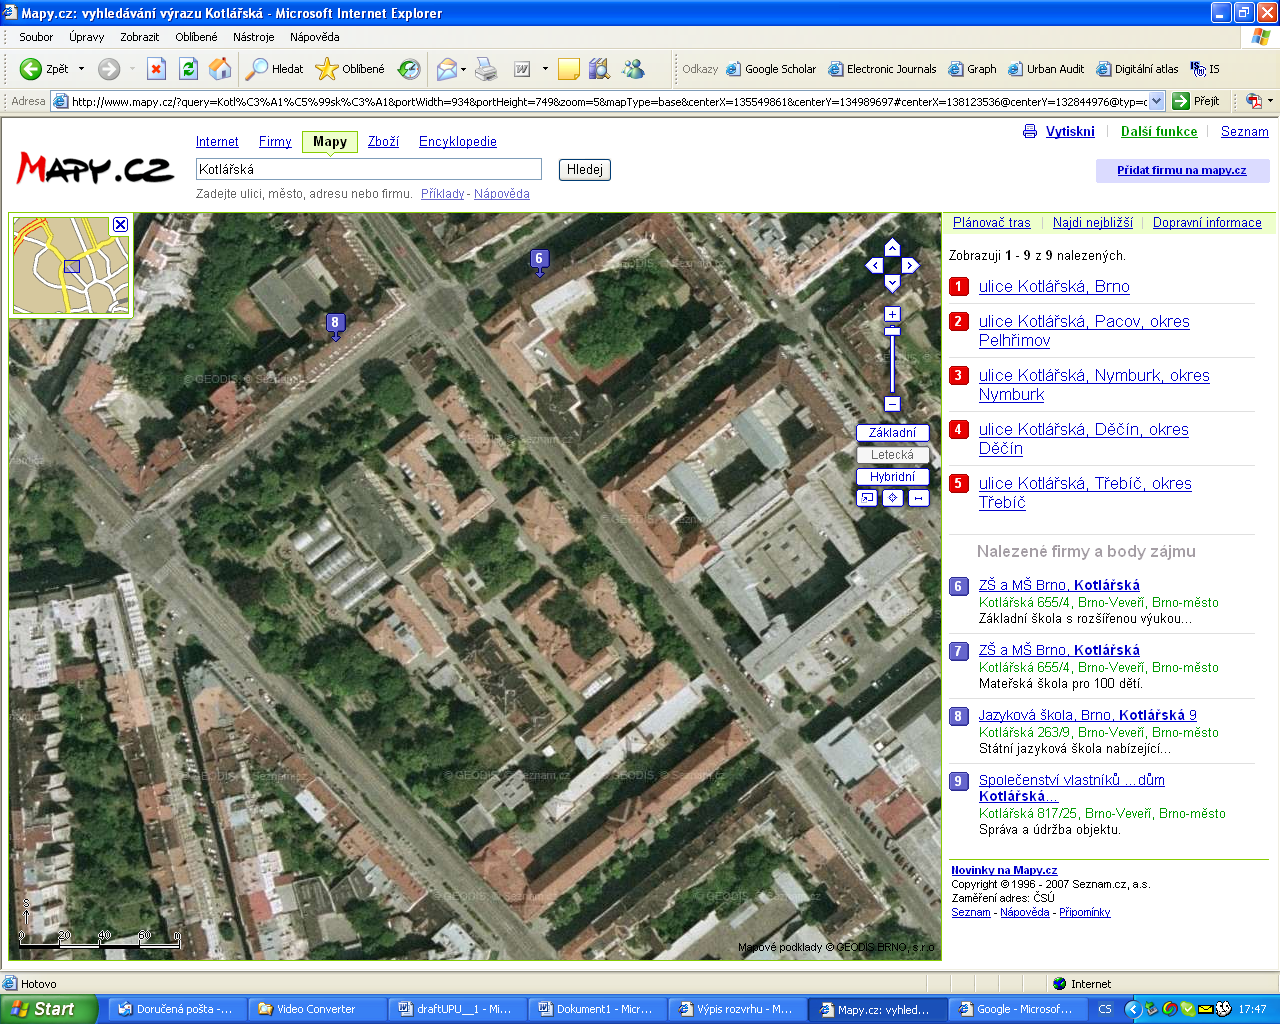 Mapy.cz: vyhledávání výrazu Kotlářská - Microsoft Internet Explorer
Soubor Úpravy Zobrazit Oblíbené Nástroje Nápověda
Zpět Hledat Oblíbené Odkazy Google Scholar Electronic Journals Graph Urban Audit Digitální atlas IS
Adresa http://www.mapy.cz/?query=Kotl%C3%A1%C5%99sk%C3%A1&portWidth=934&portHeight=749&zoom=5&mapType=base&centerX=135549861&centerY=134989697#centerX=138123536@centerY=132844976@typ=c Přejít
Vytiskni Další funkce Seznam
Internet Firmy Mapy Zboží Encyklopedie
MAPY.CZ
Kotlářská Hledej
Přidat firmu na mapy.cz
Zadejte ulici, město, adresu nebo firmu. Příklady - Nápověda
Plánovač tras Najdi nejbližší Dopravní informace
Zobrazuji 1 - 9 z 9 nalezených.
1 ulice Kotlářská, Brno
2 ulice Kotlářská, Pacov, okres
Pelhřimov
3 ulice Kotlářská, Nymburk, okres
Nymburk
4 ulice Kotlářská, Děčín, okres
Děčín
5 ulice Kotlářská, Třebíč, okres
Třebíč
Nalezené firmy a body zájmu
6 ZŠ a MŠ Brno, Kotlářská
Kotlářská 655/4, Brno-Veveří, Brno-město
Základní škola s rozšířenou výukou...
7 ZŠ a MŠ Brno, Kotlářská
Kotlářská 655/4, Brno-Veveří, Brno-město
Mateřská škola pro 100 dětí.
8 Jazyková škola, Brno, Kotlářská 9
Kotlářská 263/9, Brno-Veveří, Brno-město
Státní jazyková škola nabízející...
9 Společenství vlastníků ...dům
Kotlářská...
Kotlářská 817/25, Brno-Veveří, Brno-město
Správa a údržba objektu.
Novinky na Mapy.cz
Copyright © 1996 - 2007 Seznam.cz, a.s.
Zaměření adres: ČSÚ
Seznam - Nápověda - Připomínky
6
8
Základní
Letecká
Hybridní
© GEODIS, © Seznam.cz
S
0 20 40 60 m
Mapové podklady © GEODIS BRNO, s.r.o
Hotovo Internet
Start Doručená pošta -... Video Converter draftUPU__1 - Mi... Dokument1 - Micr... Výpis rozvrhu - M... Mapy.cz: vyhled... Google - Microsof... CS 17:47